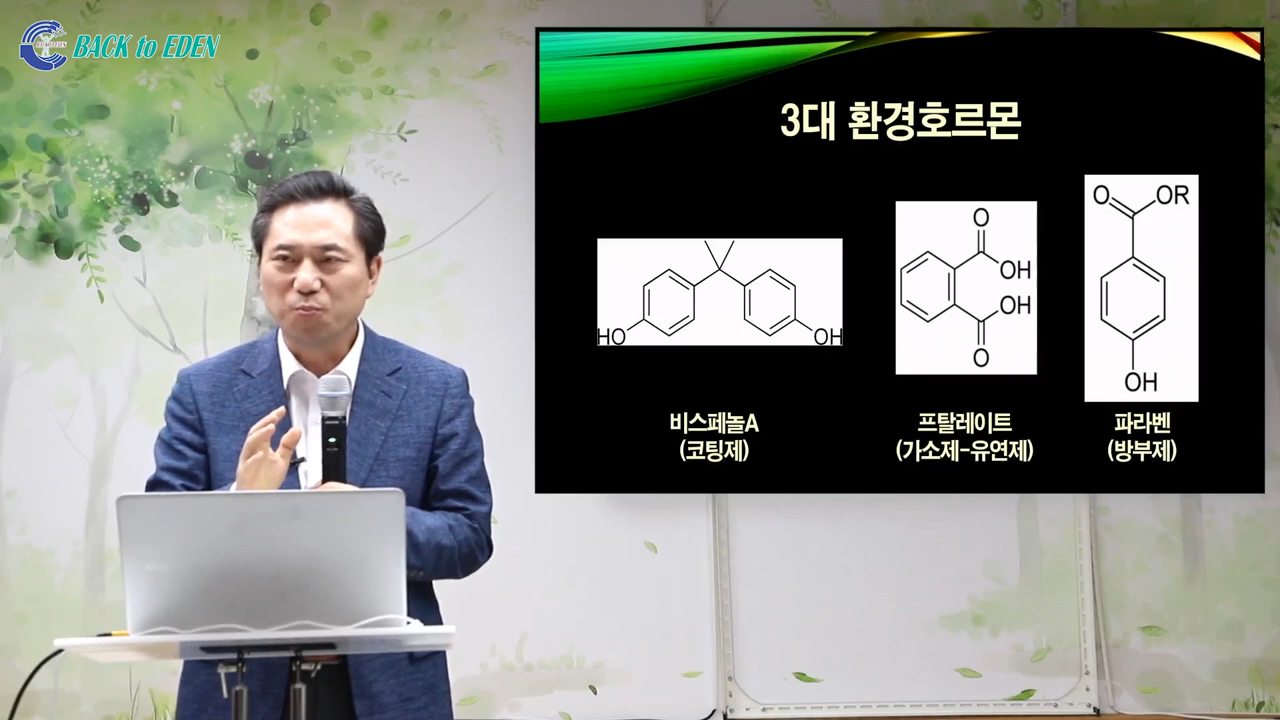 BACK to EDEN
3대 환경호르몬
HO
OH
비스페놀A
(코팅제)
O
OH
OH
O
프탈레이트
(가소제-유연제)
O
OR
OH
파라벤
(방부제)